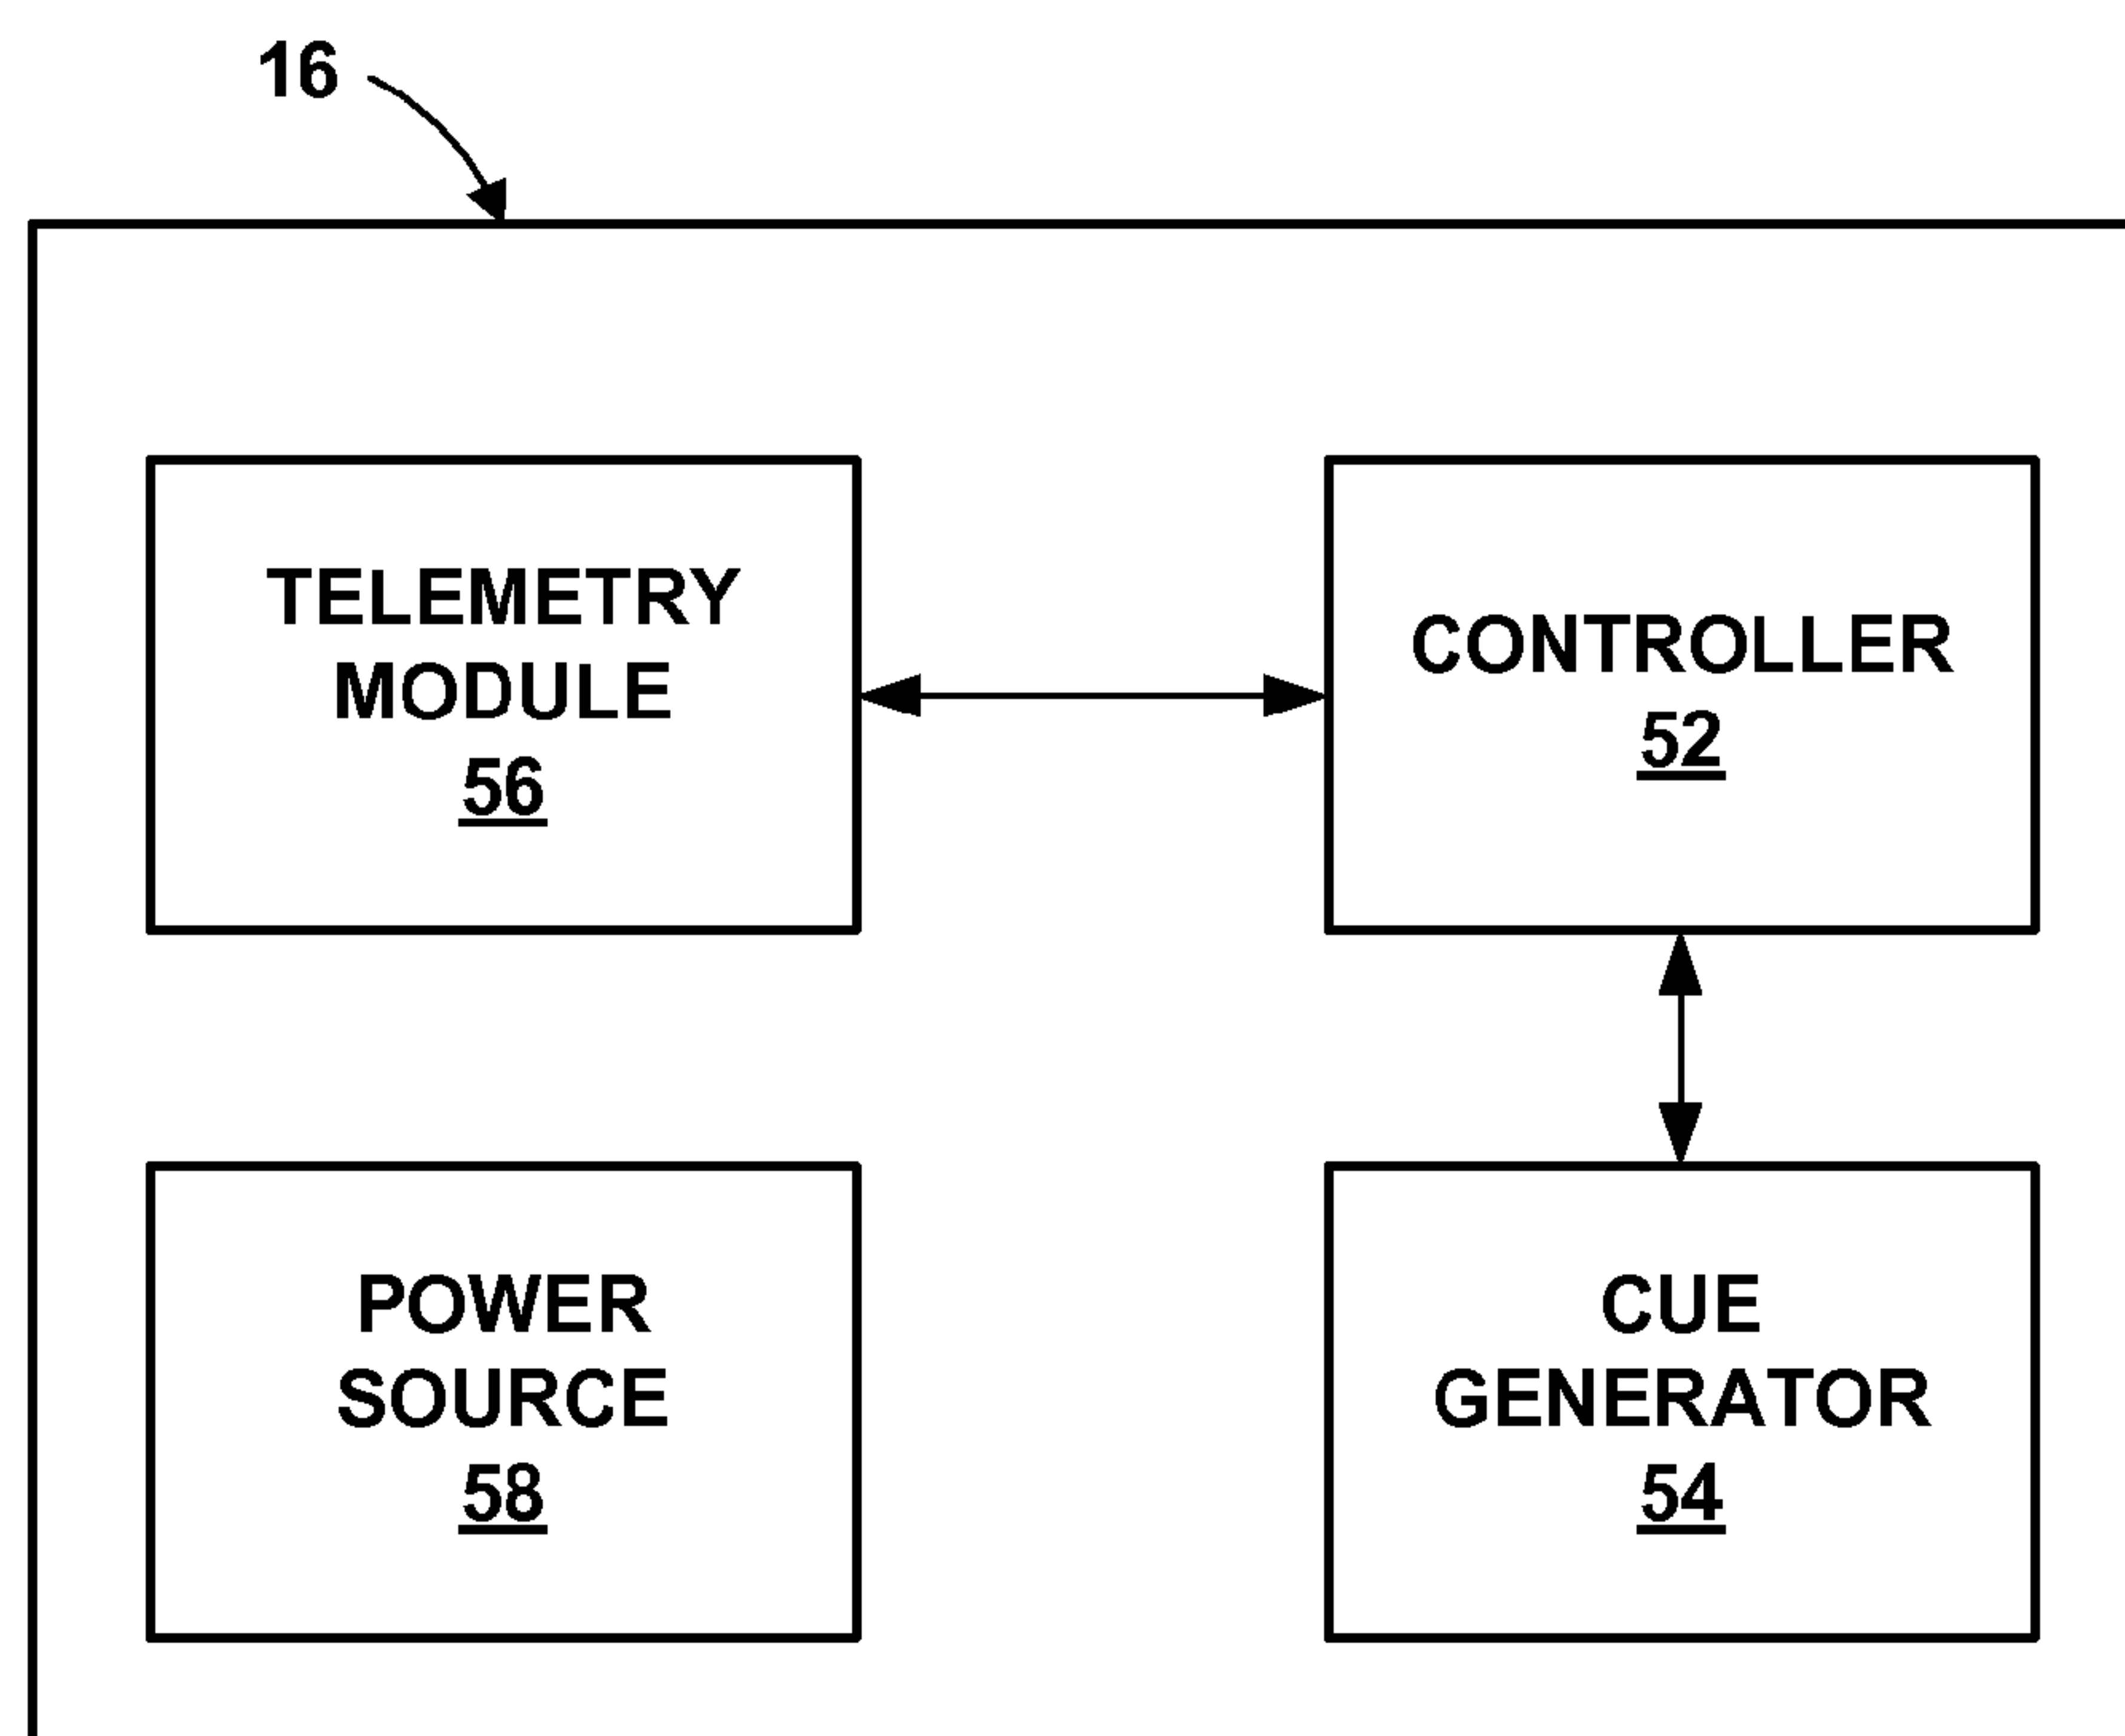 16
TELEMETRY
MODULE
56
CONTROLLER
52
POWER
SOURCE
58
CUE
GENERATOR
54